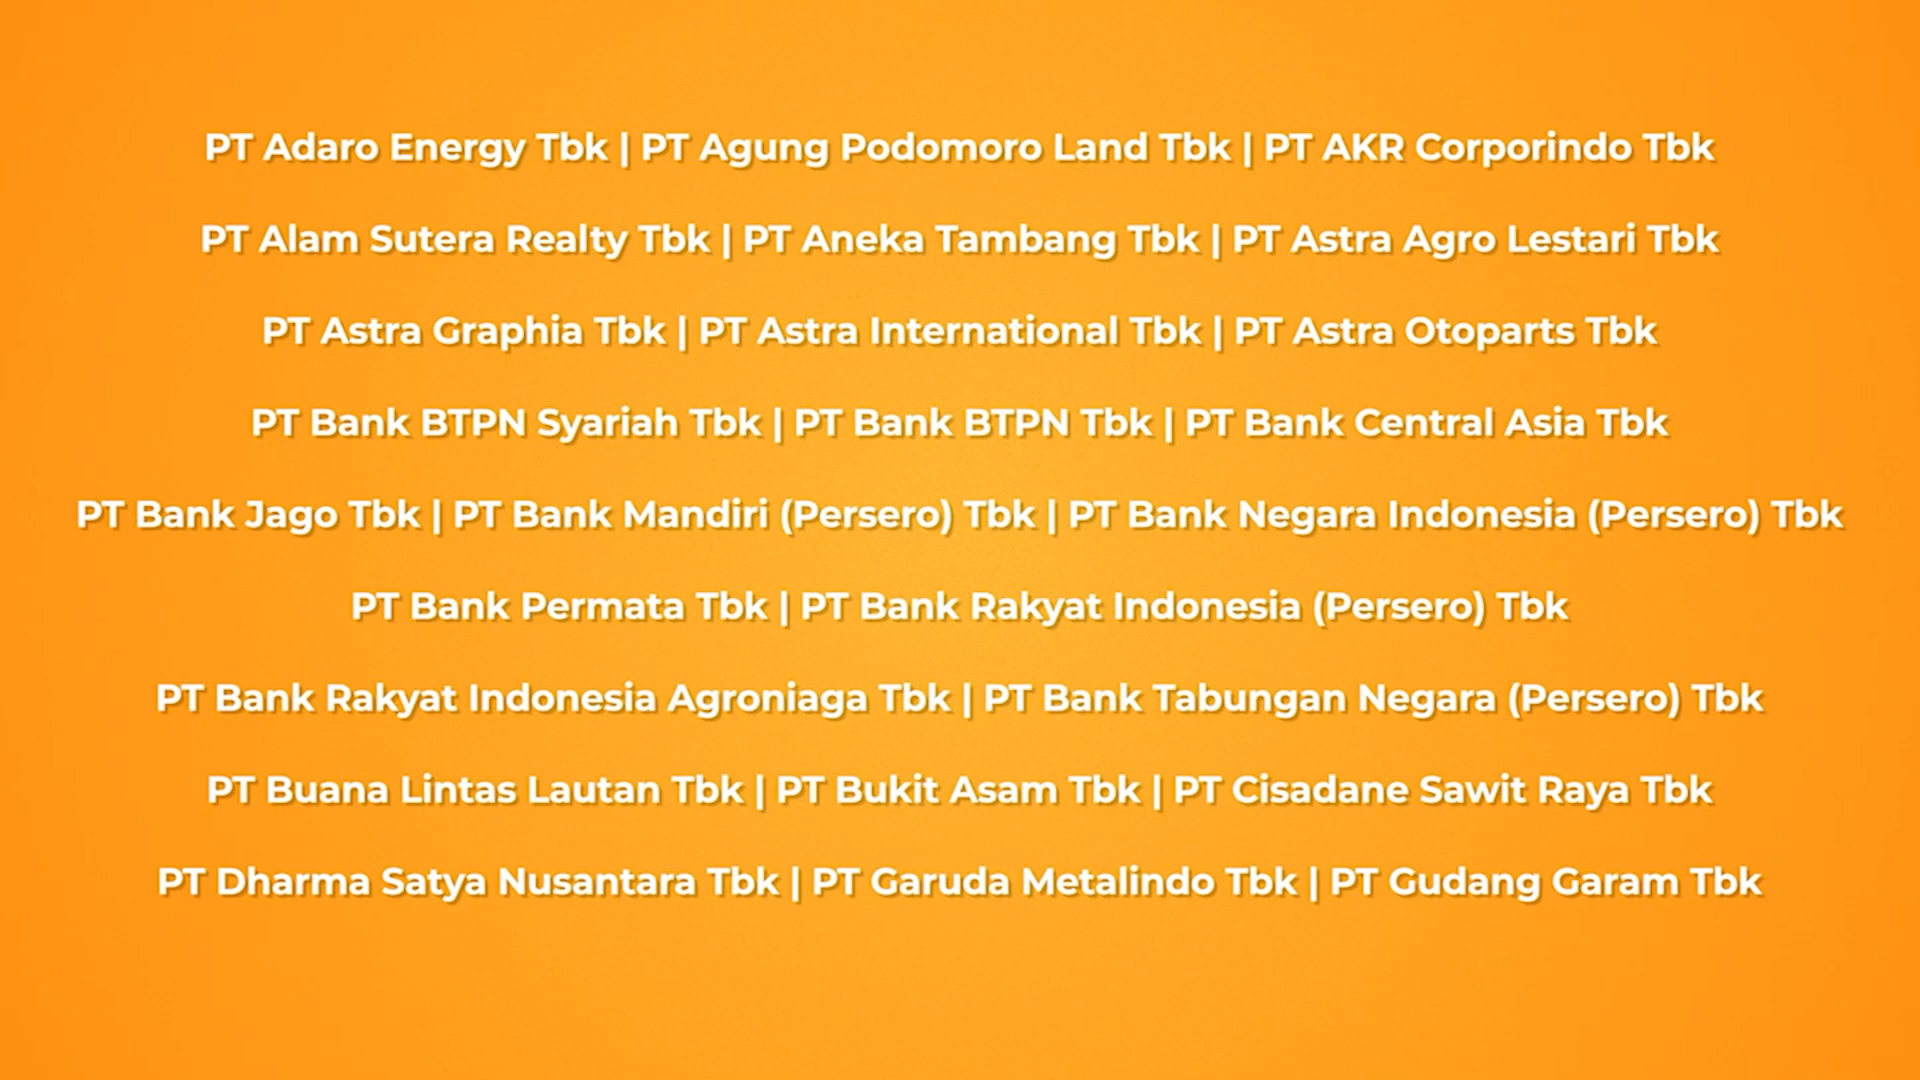 PT Adaro Energy Tbk | PT Agung Podomoro Land Tbk | PT AKR Corporindo Tbk
PT Alam Sutera Realty Tbk | PT Aneka Tambang Tbk | PT Astra Agro Lestari Tbk
PT Astra Graphia Tbk | PT Astra International Tbk | PT Astra Otoparts Tbk
PT Bank BTPN Syariah Tbk | PT Bank BTPN Tbk | PT Bank Central Asia Tbk
PT Bank Jago Tbk | PT Bank Mandiri (Persero) Tbk | PT Bank Negara Indonesia (Persero) Tbk
PT Bank Permata Tbk | PT Bank Rakyat Indonesia (Persero) Tbk
PT Bank Rakyat Indonesia Agroniaga Tbk | PT Bank Tabungan Negara (Persero) Tbk
PT Buana Lintas Lautan Tbk | PT Bukit Asam Tbk | PT Cisadane Sawit Raya Tbk
PT Dharma Satya Nusantara Tbk | PT Garuda Metalindo Tbk | PT Gudang Garam Tbk